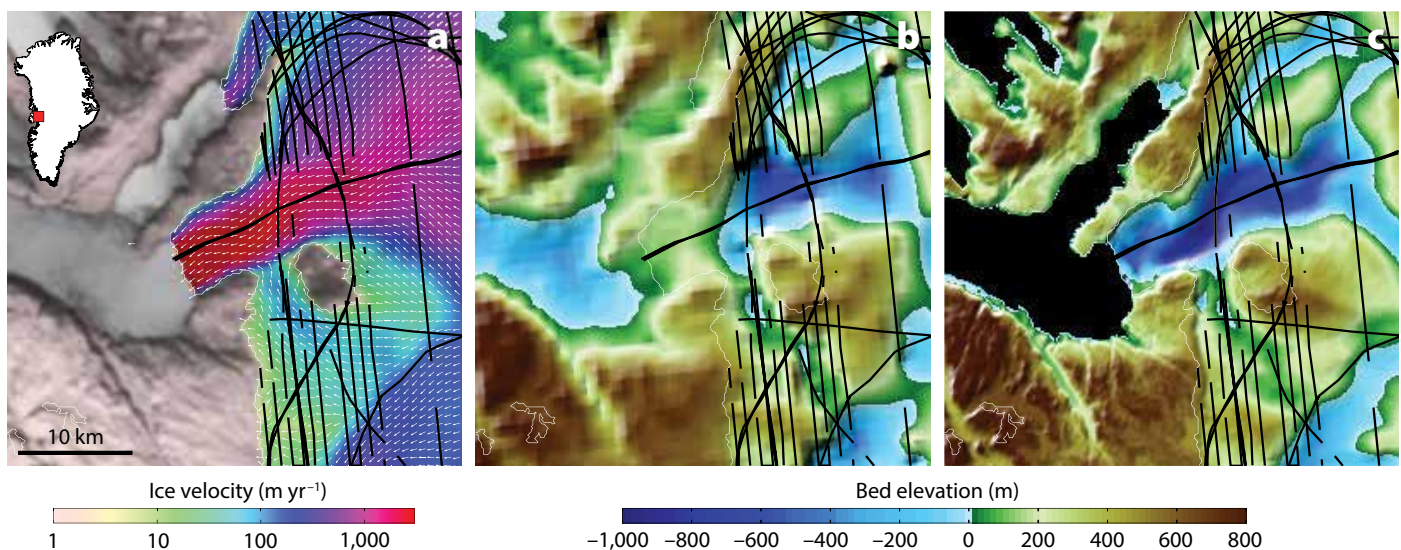 a
b
c
10 km
Ice velocity (m yr⁻¹)
1 10 100 1,000
Bed elevation (m)
–1,000 –800 –600 –400 –200 0 200 400 600 800